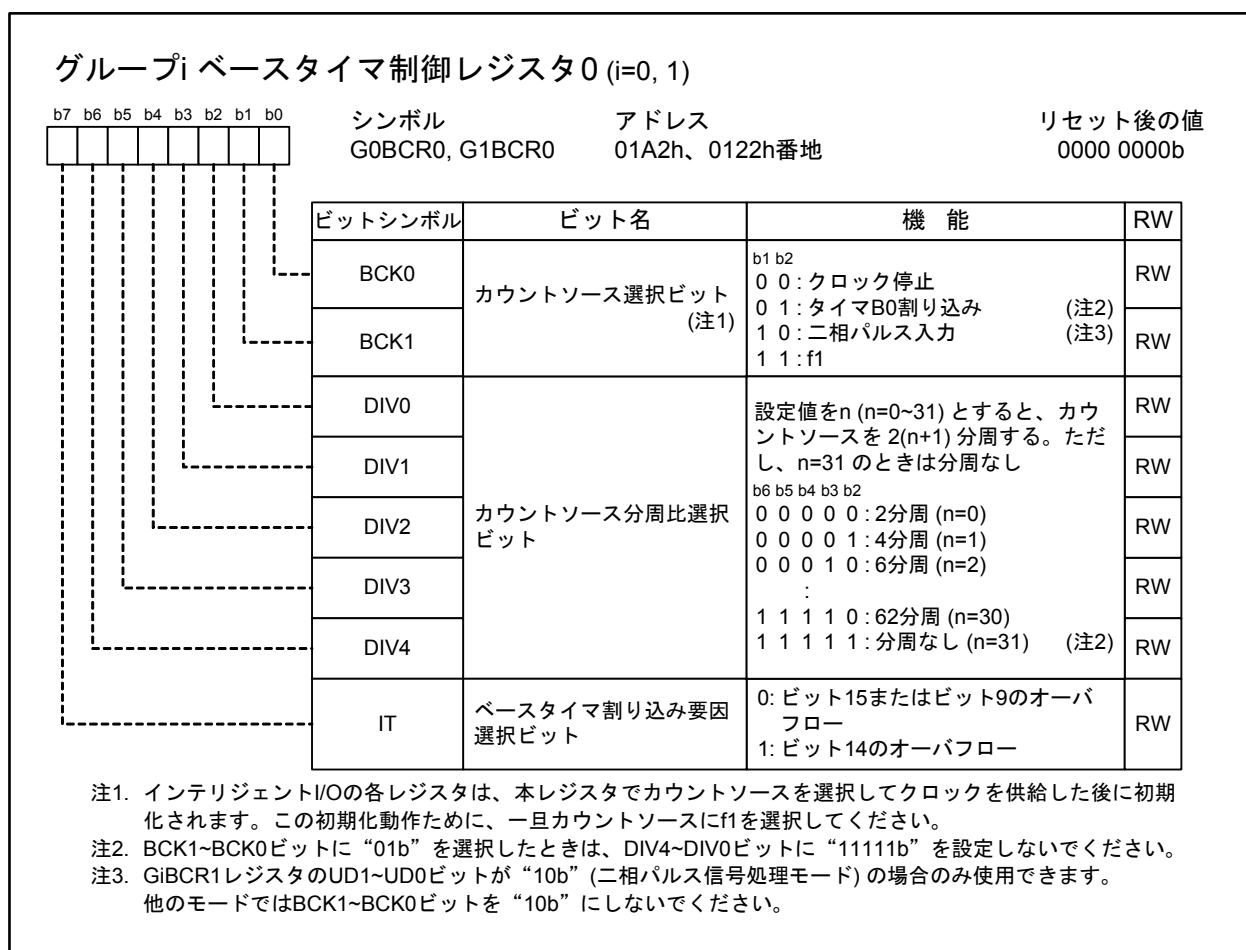 グループi ベースタイマ制御レジスタ0 (i=0, 1)
b7 b6 b5 b4 b3 b2 b1 b0
シンボル アドレス リセット後の値
G0BCR0, G1BCR0 01A2h、0122h番地 0000 0000b
ビットシンボル ビット名 機 能 RW
BCK0
BCK1
カウントソース選択ビット
(注1)
b1 b2
0 0 : クロック停止
0 1 : タイマB0割り込み (注2)
1 0 : 二相パルス入力 (注3)
1 1 : f1
RW
RW
DIV0
DIV1
DIV2
DIV3
DIV4
カウントソース分周比選択
ビット
設定値をn (n=0~31) とすると、カウ
ントソースを 2(n+1) 分周する。ただ
し、n=31 のときは分周なし
b6 b5 b4 b3 b2
0 0 0 0 0 : 2分周 (n=0)
0 0 0 0 1 : 4分周 (n=1)
0 0 0 1 0 : 6分周 (n=2)
:
1 1 1 1 0 : 62分周 (n=30)
1 1 1 1 1 : 分周なし (n=31) (注2)
RW
RW
RW
RW
RW
IT
ベースタイマ割り込み要因
選択ビット
0: ビット15またはビット9のオーバ
フロー
1: ビット14のオーバフロー
RW
注1. インテリジェントI/Oの各レジスタは、本レジスタでカウントソースを選択してクロックを供給した後に初期
化されます。この初期化動作ために、一旦カウントソースにf1を選択してください。
注2. BCK1~BCK0ビットに“01b”を選択したときは、DIV4~DIV0ビットに“11111b”を設定しないでください。
注3. GiBCR1レジスタのUD1~UD0ビットが“10b”(二相パルス信号処理モード) の場合のみ使用できます。
他のモードではBCK1~BCK0ビットを“10b”にしないでください。